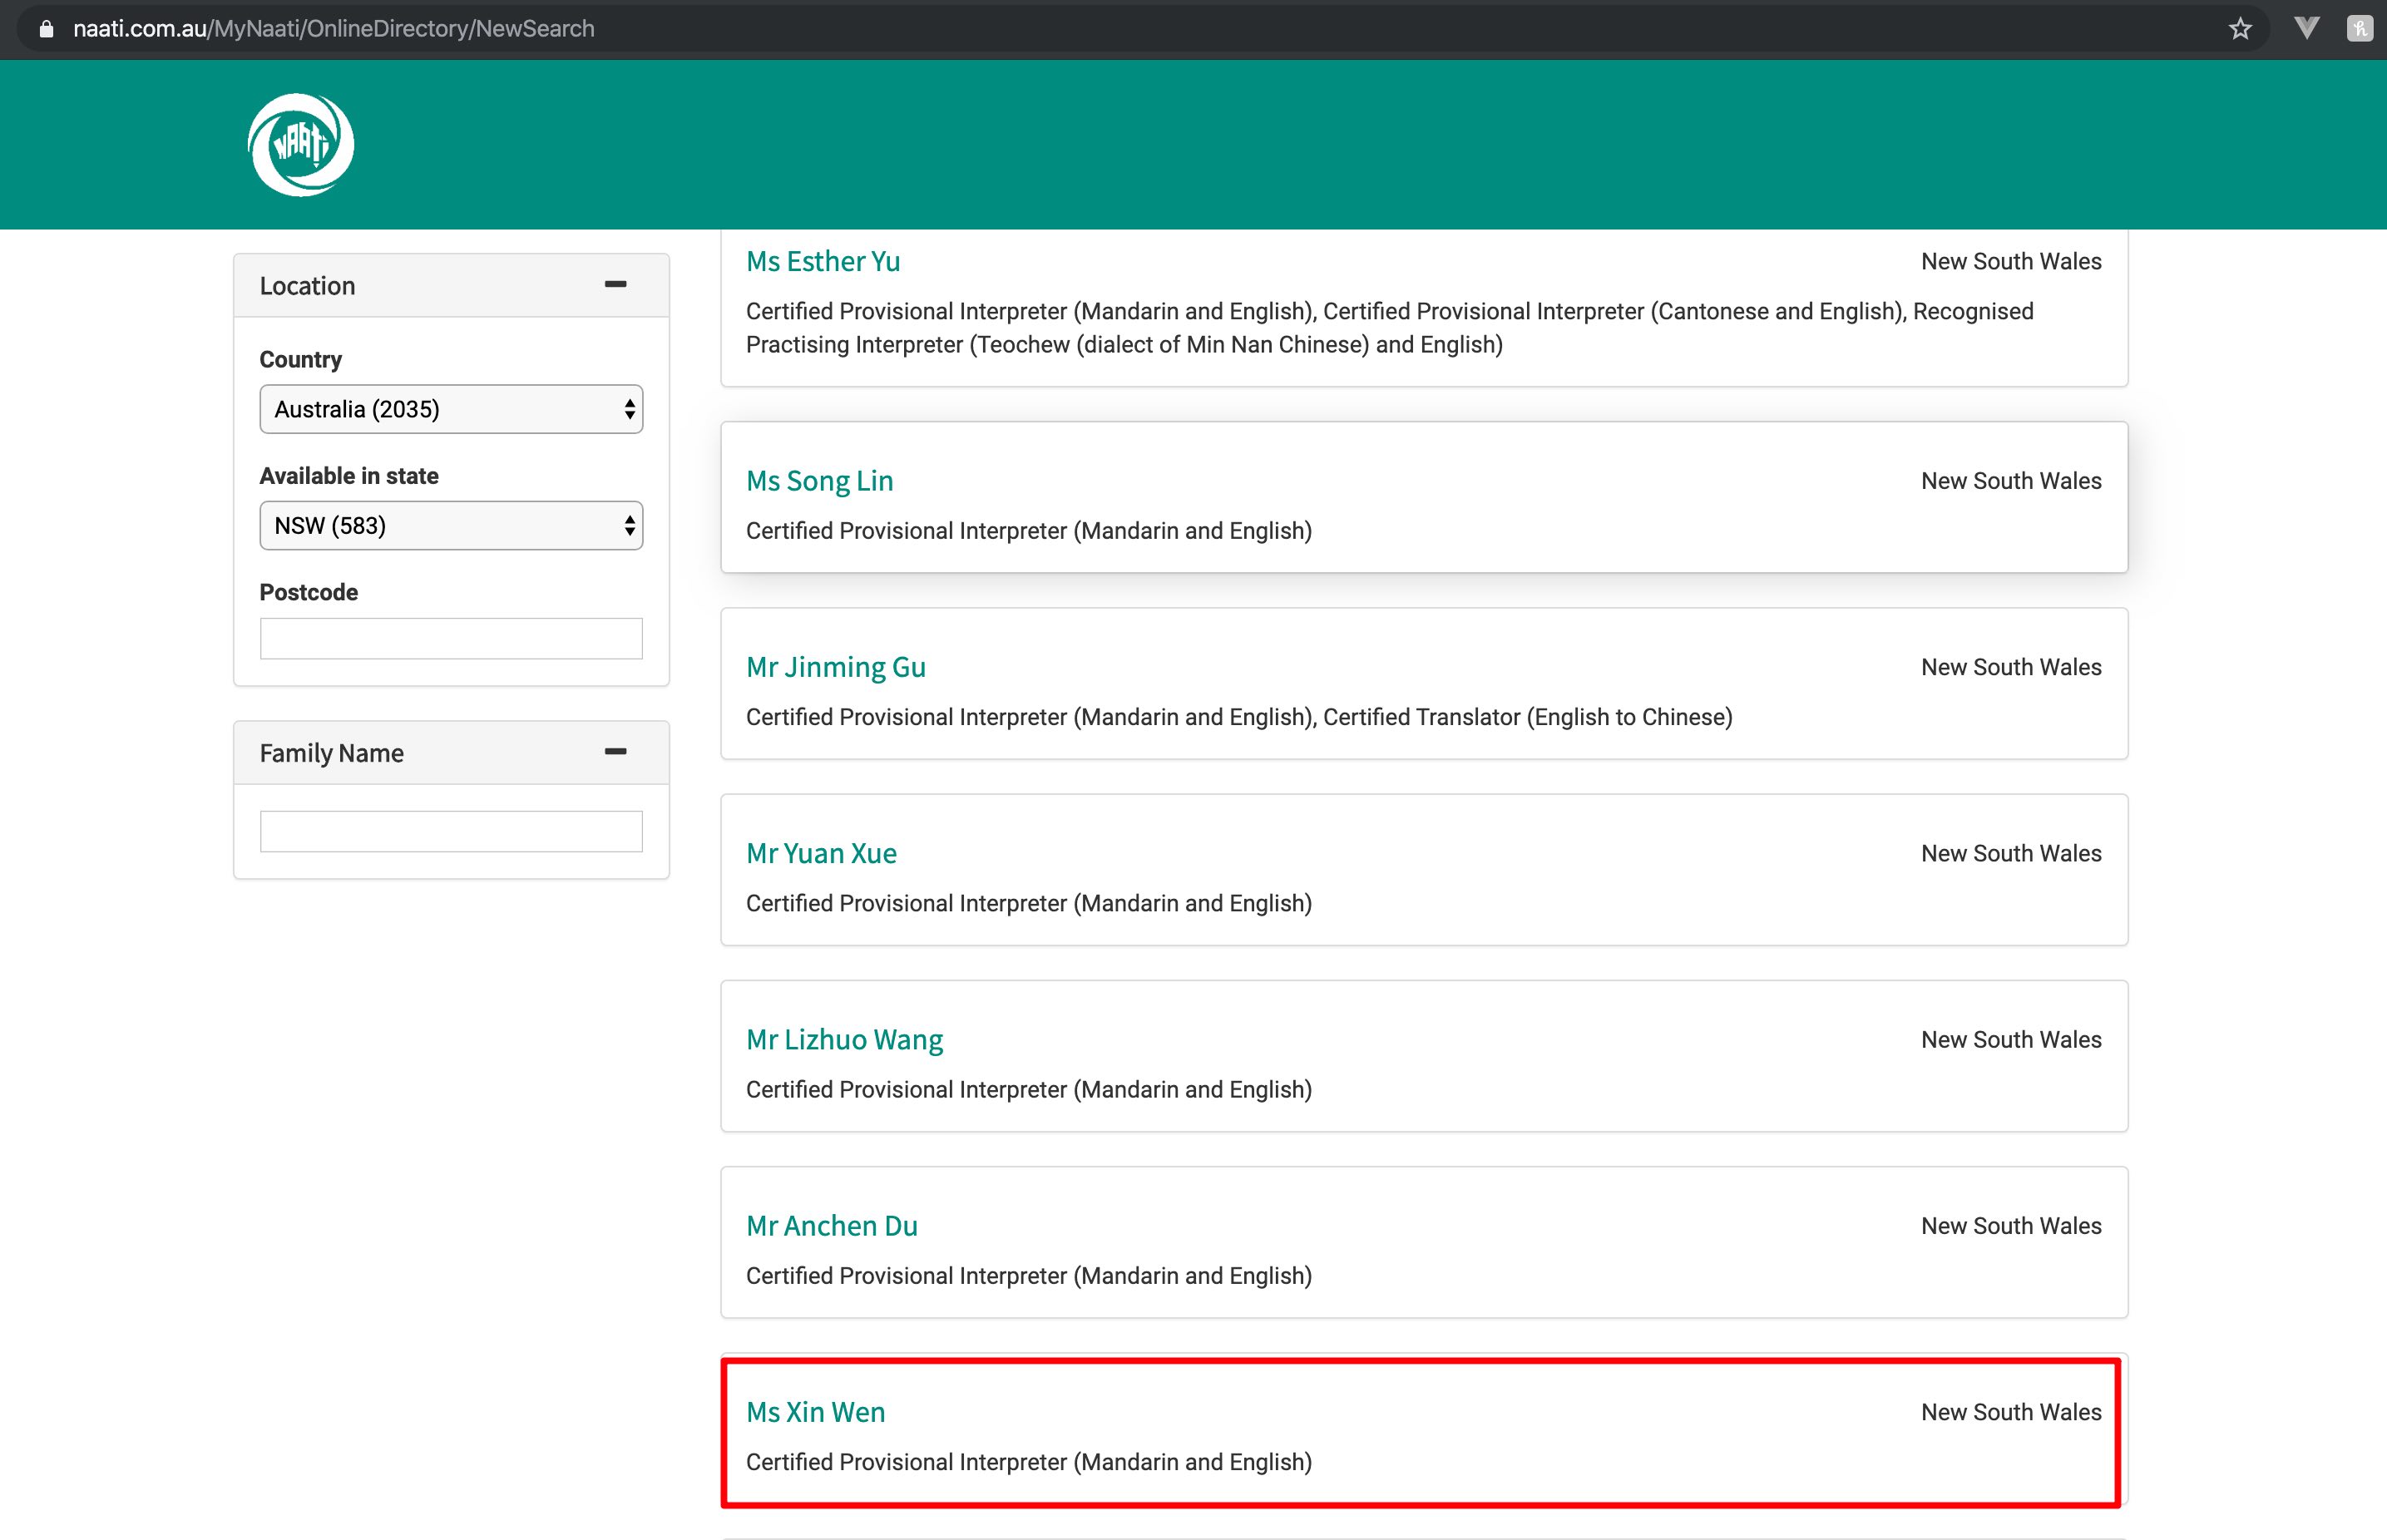 naati.com.au/MyNaati/OnlineDirectory/NewSearch
NAATI
Location
Country
Australia (2035)
Available in state
NSW (583)
Postcode
Family Name
Ms Esther Yu
New South Wales
Certified Provisional Interpreter (Mandarin and English), Certified Provisional Interpreter (Cantonese and English), Recognised
Practising Interpreter (Teochew (dialect of Min Nan Chinese) and English)
Ms Song Lin
New South Wales
Certified Provisional Interpreter (Mandarin and English)
Mr Jinming Gu
New South Wales
Certified Provisional Interpreter (Mandarin and English), Certified Translator (English to Chinese)
Mr Yuan Xue
New South Wales
Certified Provisional Interpreter (Mandarin and English)
Mr Lizhuo Wang
New South Wales
Certified Provisional Interpreter (Mandarin and English)
Mr Anchen Du
New South Wales
Certified Provisional Interpreter (Mandarin and English)
Ms Xin Wen
New South Wales
Certified Provisional Interpreter (Mandarin and English)